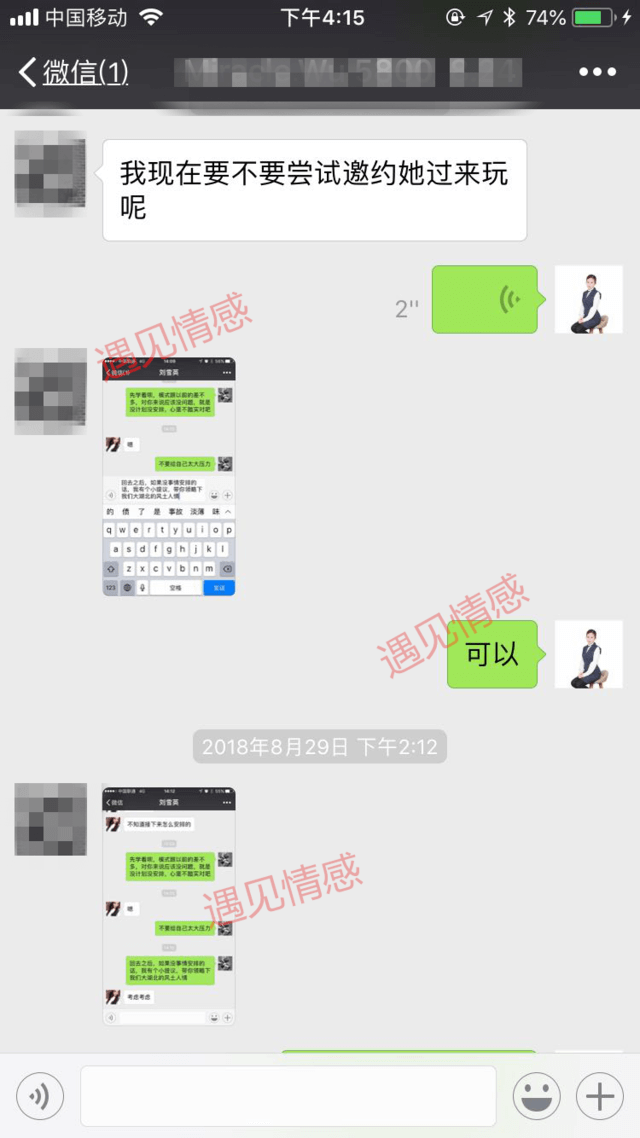 中国移动
下午4:15
74%
微信(1)
我现在要不要尝试邀约她过来玩
呢
2''
遇见情感
微信(1)
刘雪英
先学着呗，模式跟以前的差不
多，对你来说应该没问题，就是
没计划没安排，心里不踏实对吧
嗯
不要给自己太大压力
回去之后，如果没事情安排的
话，我有个小提议，带你领略下
我们大湖北的风土人情
的 债 了 是 事故 淡薄 味
q w e r t y u i o p
a s d f g h j k l
z x c v b n m
123
空格
发送
遇见情感
可以
2018年8月29日 下午2:12
中国联通 4G 14:12
微信
刘雪英
不知道接下来怎么安排的
先学着呗，模式跟以前的差不
多，对你来说应该没问题，就是
没计划没安排，心里不踏实对吧
遇见情感
嗯
不要给自己太大压力
回去之后，如果没事情安排的
话，我有个小提议，带你领略下
我们大湖北的风土人情
考虑考虑